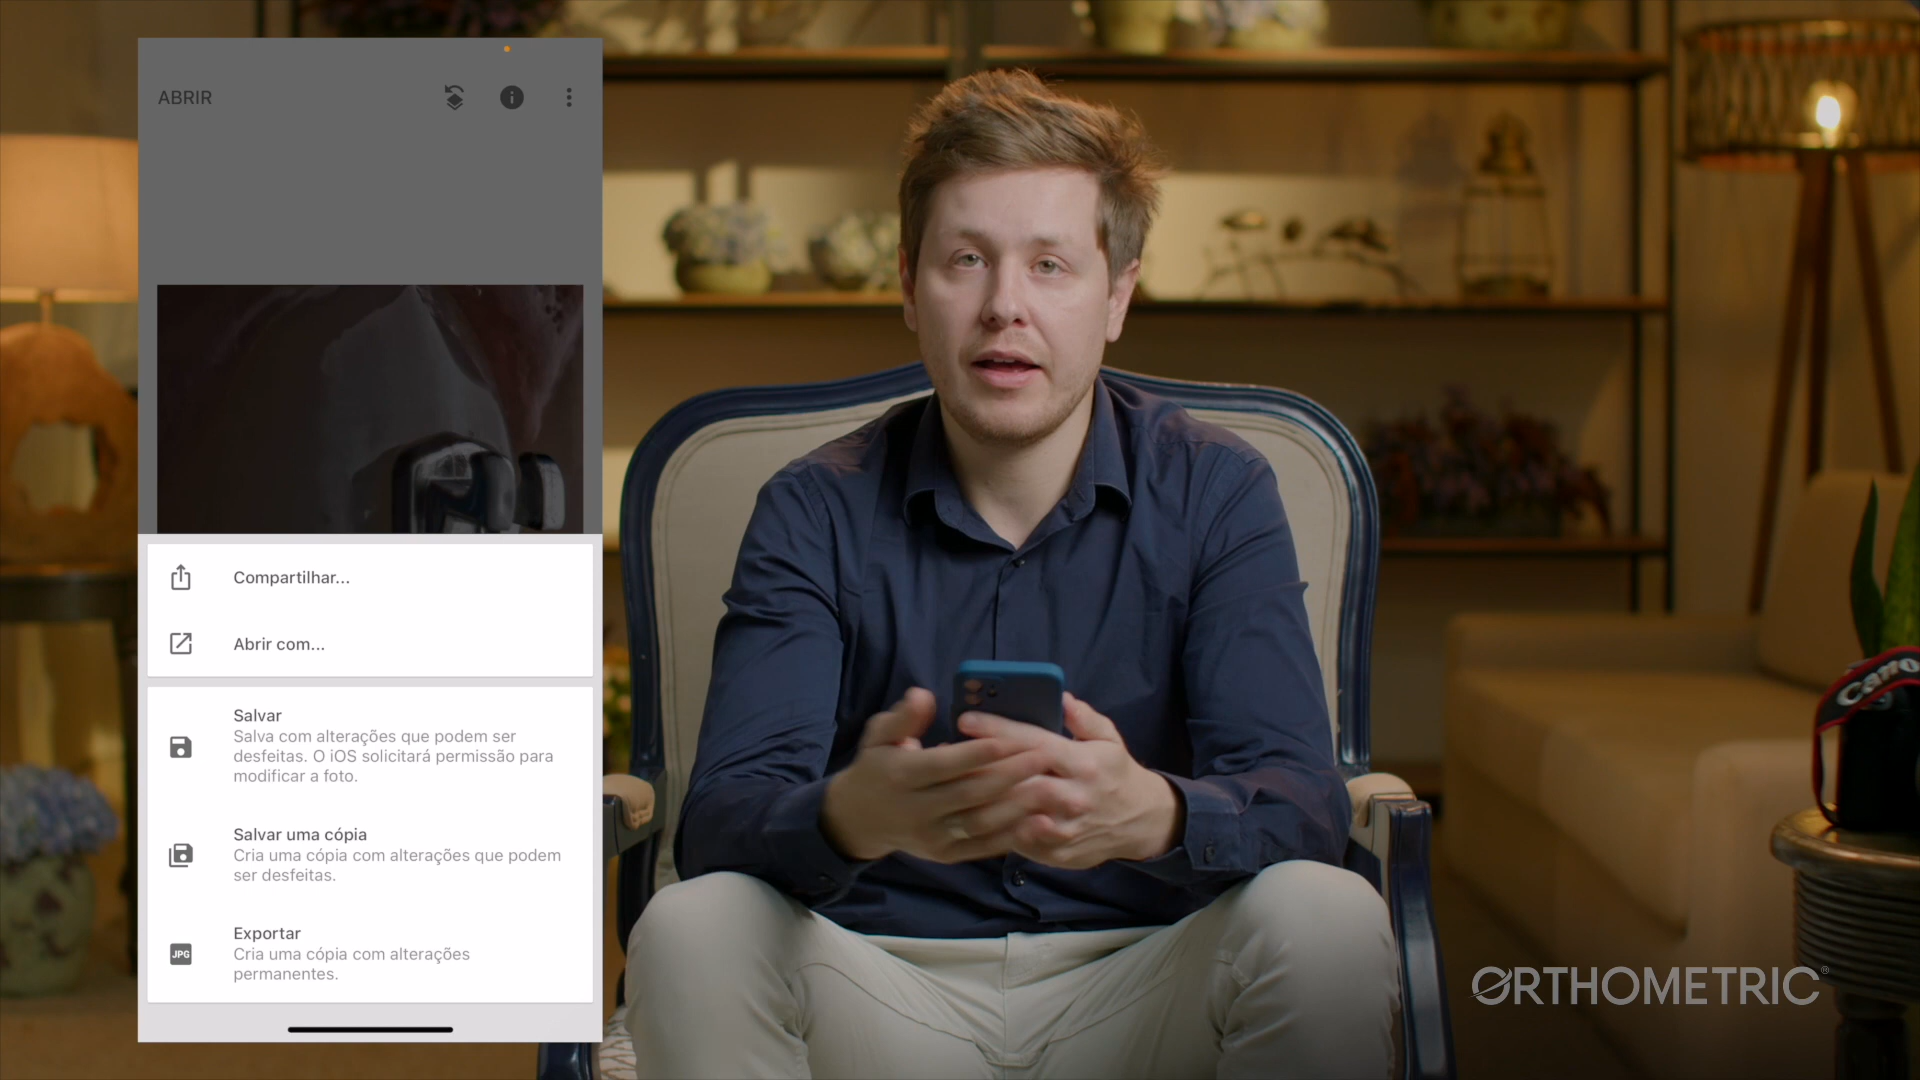 ABRIR
Compartilhar...
Abrir com...
Salvar
Salva com alterações que podem ser
desfeitas. O iOS solicitará permissão para
modificar a foto.
Salvar uma cópia
Cria uma cópia com alterações que podem
ser desfeitas.
JPG
Exportar
Cria uma cópia com alterações
permanentes.
Canon
ORTHOMETRIC®